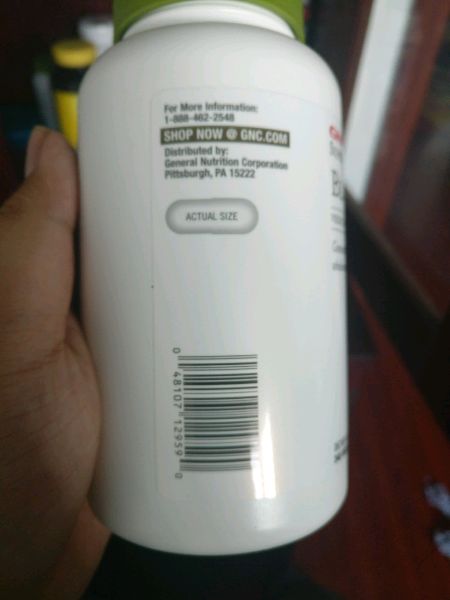 For More Information:
1-888-462-2548
SHOP NOW @ GNC.COM
Distributed by:
General Nutrition Corporation
Pittsburgh, PA 15222
ACTUAL SIZE
0 48107 12959 0